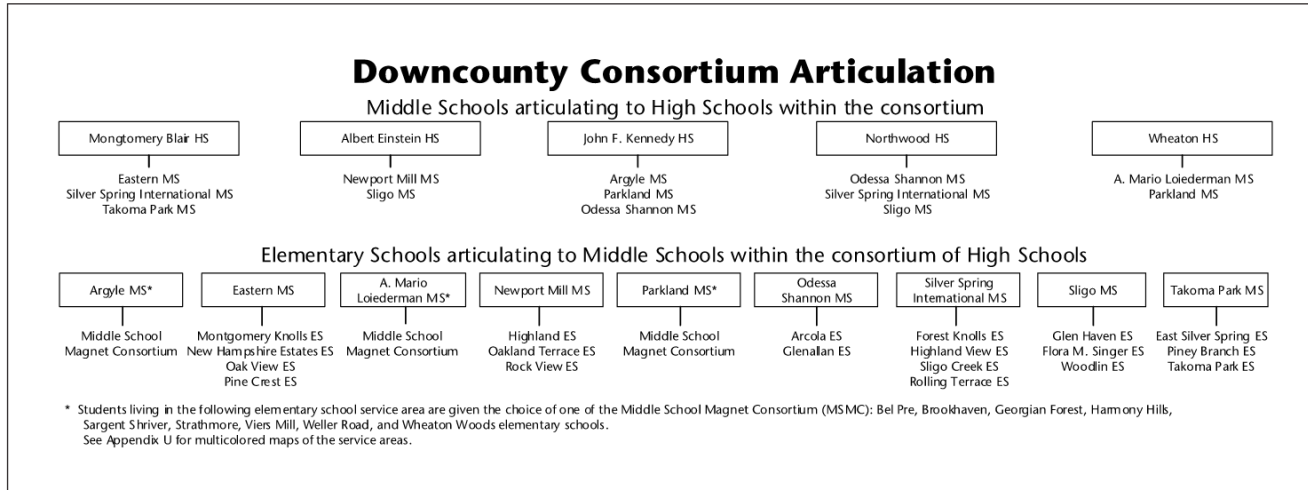 Downcounty Consortium Articulation
Middle Schools articulating to High Schools within the consortium
Mongtomery Blair HS
Eastern MS
Silver Spring International MS
Takoma Park MS
Albert Einstein HS
Newport Mill MS
Sligo MS
John F. Kennedy HS
Argyle MS
Parkland MS
Odessa Shannon MS
Northwood HS
Odessa Shannon MS
Silver Spring International MS
Sligo MS
Wheaton HS
A. Mario Loiederman MS
Parkland MS
Elementary Schools articulating to Middle Schools within the consortium of High Schools
Argyle MS*
Middle School
Magnet Consortium
Eastern MS
Montgomery Knolls ES
New Hampshire Estates ES
Oak View ES
Pine Crest ES
A. Mario
Loiederman MS*
Middle School
Magnet Consortium
Newport Mill MS
Highland ES
Oakland Terrace ES
Rock View ES
Parkland MS*
Middle School
Magnet Consortium
Odessa
Shannon MS
Arcola ES
Glenallan ES
Silver Spring
International MS
Forest Knolls ES
Highland View ES
Sligo Creek ES
Rolling Terrace ES
Sligo MS
Glen Haven ES
Flora M. Singer ES
Woodlin ES
Takoma Park MS
East Silver Spring ES
Piney Branch ES
Takoma Park ES
* Students living in the following elementary school service area are given the choice of one of the Middle School Magnet Consortium (MSMC): Bel Pre, Brookhaven, Georgian Forest, Harmony Hills,
Sargent Shriver, Strathmore, Viers Mill, Weller Road, and Wheaton Woods elementary schools.
See Appendix U for multicolored maps of the service areas.